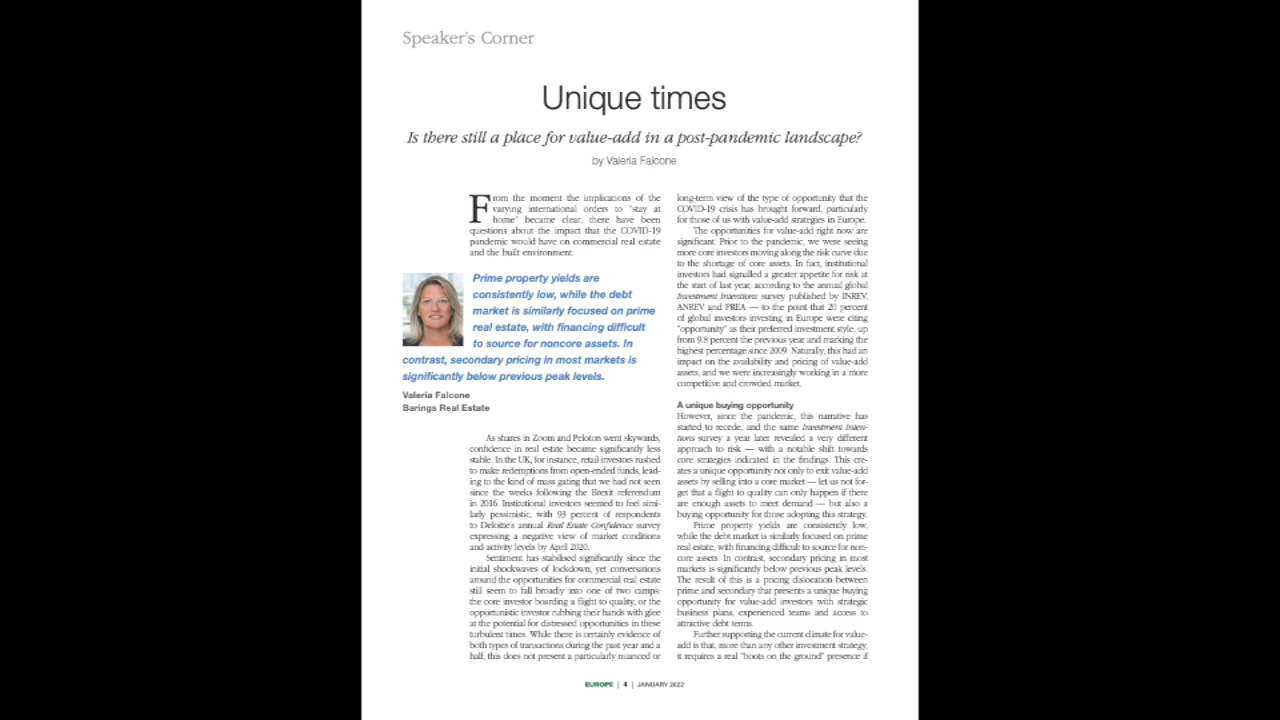 Speaker's Corner
Unique times
Is there still a place for value-add in a post-pandemic landscape?
by Valeria Falcone
From the moment the implications of the
varying international orders to "stay at
home" became clear, there have been
questions about the impact that the COVID-19
pandemic would have on commercial real estate
and the built environment.
Prime property yields are
consistently low, while the debt
market is similarly focused on prime
real estate, with financing difficult
to source for noncore assets. In
contrast, secondary pricing in most markets is
significantly below previous peak levels.
Valeria Falcone
Barings Real Estate
As shares in Zoom and Peloton went skywards,
confidence in real estate became significantly less
stable. In the UK, for instance, retail investors rushed
to make redemptions from open-ended funds, lead-
ing to the kind of mass gating that we had not seen
since the weeks following the Brexit referendum
in 2016. Institutional investors seemed to feel simi-
larly pessimistic, with 93 percent of respondents
to Deloitte's annual Real Estate Confidence survey
expressing a negative view of market conditions
and activity levels by April 2020.
Sentiment has stabilised significantly since the
initial shockwaves of lockdown, yet conversations
around the opportunities for commercial real estate
still seem to fall broadly into one of two camps:
the core investor boarding a flight to quality, or the
opportunistic investor rubbing their hands with glee
at the potential for distressed opportunities in these
turbulent times. While there is certainly evidence of
both types of transactions during the past year and a
half, this does not present a particularly nuanced or
long-term view of the type of opportunity that the
COVID-19 crisis has brought forward, particularly
for those of us with value-add strategies in Europe.
The opportunities for value-add right now are
significant. Prior to the pandemic, we were seeing
more core investors moving along the risk curve due
to the shortage of core assets. In fact, institutional
investors had signalled a greater appetite for risk at
the start of last year, according to the annual global
Investment Intentions survey published by INREV,
ANREV and PREA — to the point that 20 percent
of global investors investing in Europe were citing
"opportunity" as their preferred investment style, up
from 9.8 percent the previous year and marking the
highest percentage since 2009. Naturally, this had an
impact on the availability and pricing of value-add
assets, and we were increasingly working in a more
competitive and crowded market.
A unique buying opportunity
However, since the pandemic, this narrative has
started to recede, and the same Investment Inten-
tions survey a year later revealed a very different
approach to risk — with a notable shift towards
core strategies indicated in the findings. This cre-
ates a unique opportunity not only to exit value-add
assets by selling into a core market — let us not for-
get that a flight to quality can only happen if there
are enough assets to meet demand — but also a
buying opportunity for those adopting this strategy.
Prime property yields are consistently low,
while the debt market is similarly focused on prime
real estate, with financing difficult to source for non-
core assets. In contrast, secondary pricing in most
markets is significantly below previous peak levels.
The result of this is a pricing dislocation between
prime and secondary that presents a unique buying
opportunity for value-add investors with strategic
business plans, experienced teams and access to
attractive debt terms.
Further supporting the current climate for value-
add is that, more than any other investment strategy,
it requires a real "boots on the ground" presence if
EUROPE | 4 | JANUARY 2022